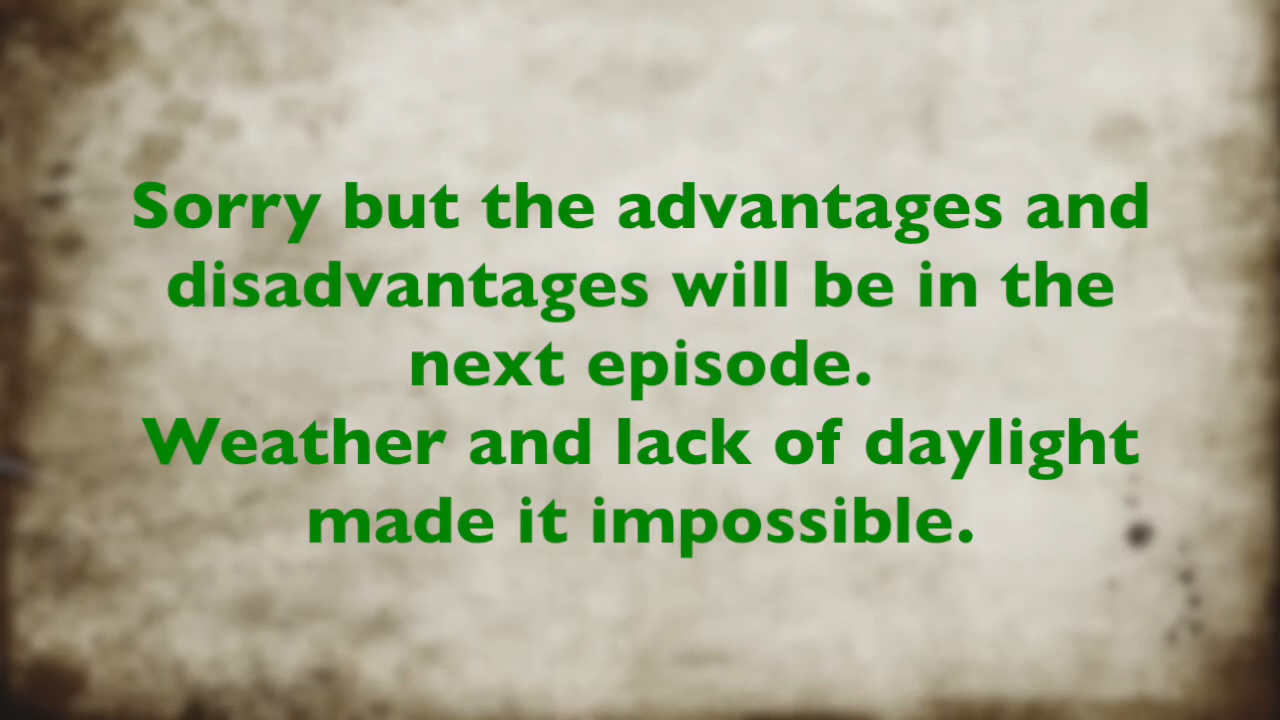 Sorry but the advantages and
disadvantages will be in the
next episode.
Weather and lack of daylight
made it impossible.